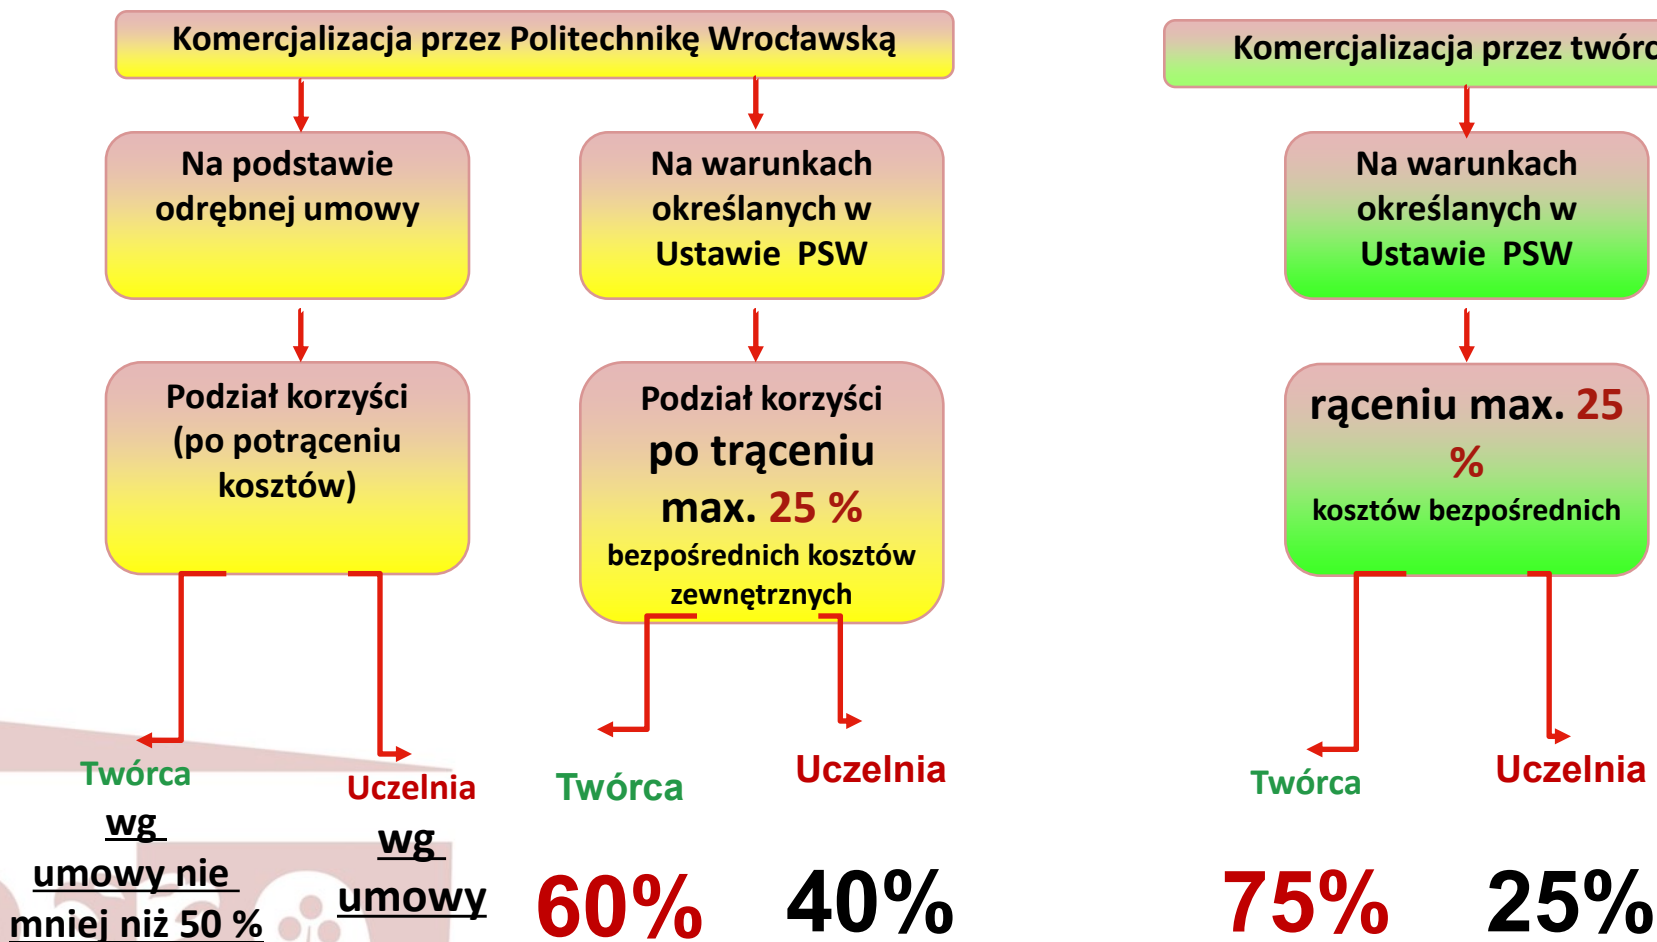 Komercjalizacja przez Politechnikę Wrocławską
Na podstawie
odrębnej umowy
Podział korzyści
(po potrąceniu
kosztów)
Twórca
wg
umowy nie
mniej niż 50 %
Uczelnia
wg
umowy
Na warunkach
określanych w
Ustawie PSW
Podział korzyści
po trąceniu
max. 25 %
bezpośrednich kosztów
zewnętrznych
Twórca
60%
Uczelnia
40%
Komercjalizacja przez twórc
Na warunkach
określanych w
Ustawie PSW
rąceniu max. 25
%
kosztów bezpośrednich
Twórca
75%
Uczelnia
25%